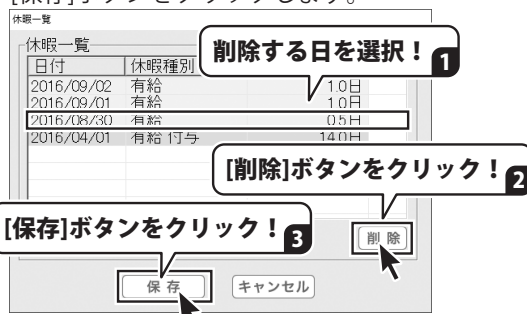 [保存]ボタンをクリックします。
休暇一覧
休暇一覧
削除する日を選択！ 1
日付 休暇種別
2016/09/02 有給 1.0日
2016/09/01 有給 1.0日
2016/08/30 有給 0.5日
2016/04/01 有給 付与 14.0日
[削除]ボタンをクリック！ 2
[保存]ボタンをクリック！ 3
削除
保存 キャンセル